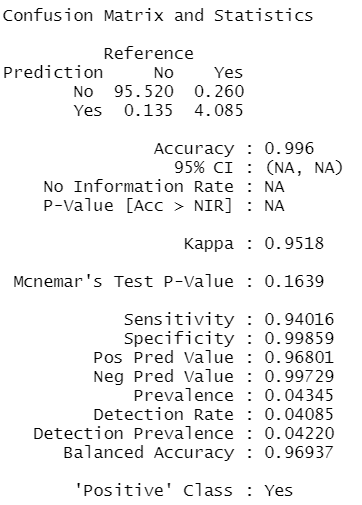 Confusion Matrix and Statistics
Reference
Prediction No Yes
No 95.520 0.260
Yes 0.135 4.085
Accuracy : 0.996
95% CI : (NA, NA)
No Information Rate : NA
P-Value [Acc > NIR] : NA
Kappa : 0.9518
Mcnemar's Test P-Value : 0.1639
Sensitivity : 0.94016
Specificity : 0.99859
Pos Pred Value : 0.96801
Neg Pred Value : 0.99729
Prevalence : 0.04345
Detection Rate : 0.04085
Detection Prevalence : 0.04220
Balanced Accuracy : 0.96937
'Positive' Class : Yes